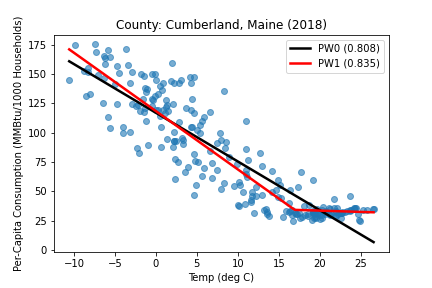 County: Cumberland, Maine (2018)
PW0 (0.808)
PW1 (0.835)
Per-Capita Consumption (MMBtu/1000 Households)
175
150
125
100
75
50
25
0
−10 −5 0 5 10 15 20 25
Temp (deg C)